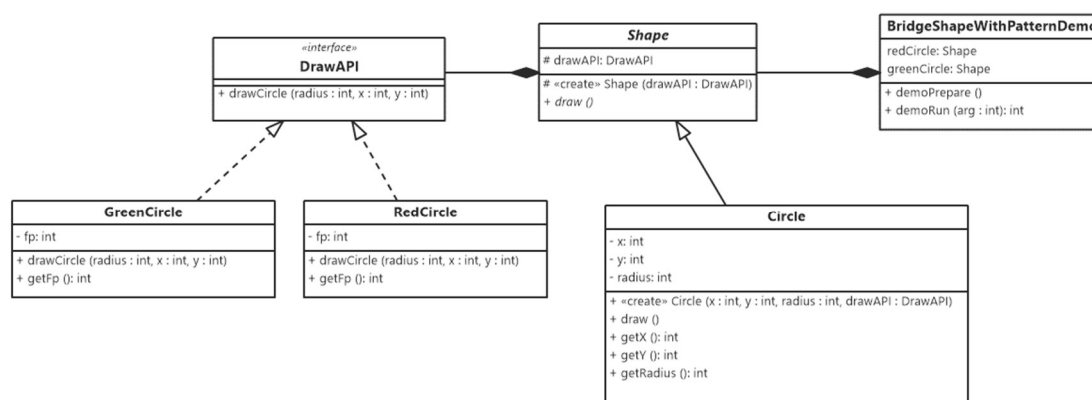 «interface»
DrawAPI
+ drawCircle (radius : int, x : int, y : int)
Shape
# drawAPI: DrawAPI
# «create» Shape (drawAPI : DrawAPI)
+ draw ()
BridgeShapeWithPatternDemo
redCircle: Shape
greenCircle: Shape
+ demoPrepare ()
+ demoRun (arg : int): int
GreenCircle
- fp: int
+ drawCircle (radius : int, x : int, y : int)
+ getFp (): int
RedCircle
- fp: int
+ drawCircle (radius : int, x : int, y : int)
+ getFp (): int
Circle
- x: int
- y: int
- radius: int
+ «create» Circle (x : int, y : int, radius : int, drawAPI : DrawAPI)
+ draw ()
+ getX (): int
+ getY (): int
+ getRadius (): int